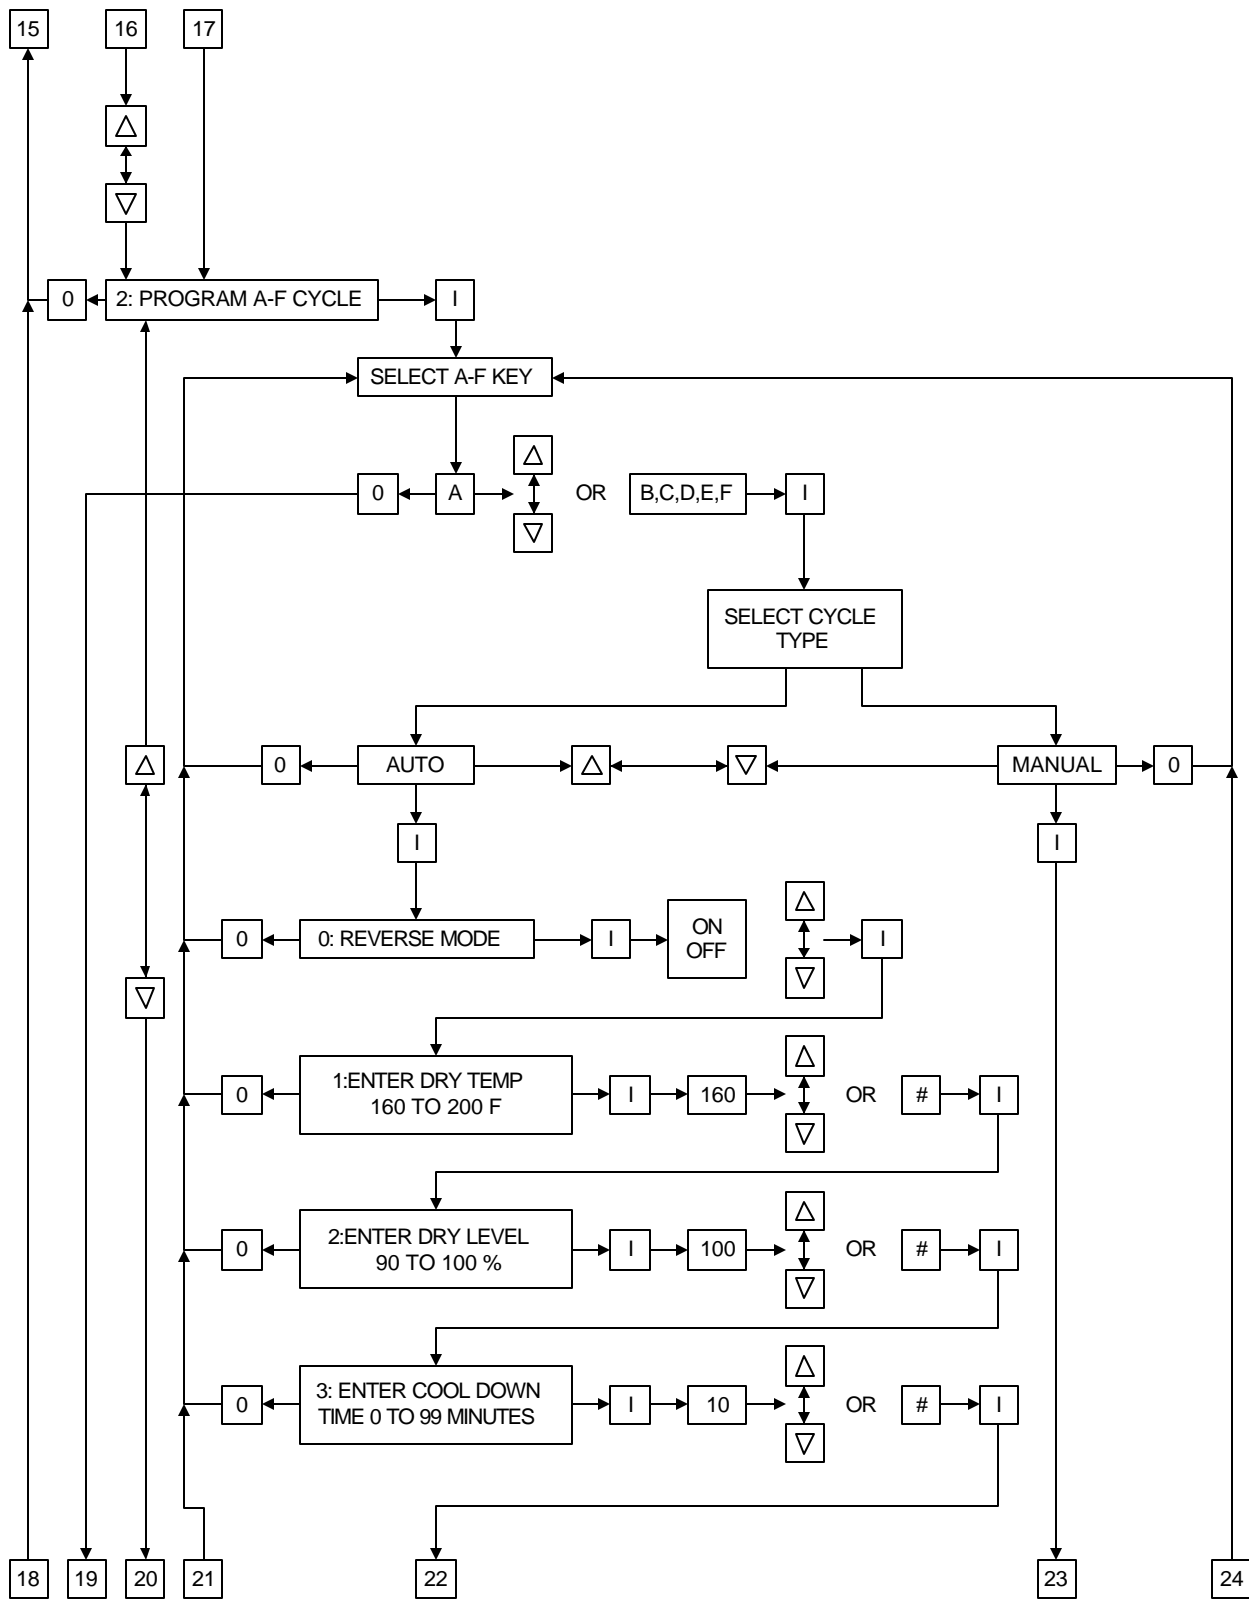 15
16
17
0
2: PROGRAM A-F CYCLE
I
SELECT A-F KEY
0
A
OR
B,C,D,E,F
I
SELECT CYCLE
TYPE
0
AUTO
MANUAL
0
I
I
0
0: REVERSE MODE
I
ON
OFF
I
0
1:ENTER DRY TEMP
160 TO 200 F
I
160
OR
#
I
0
2:ENTER DRY LEVEL
90 TO 100 %
I
100
OR
#
I
0
3: ENTER COOL DOWN
TIME 0 TO 99 MINUTES
I
10
OR
#
I
18
19
20
21
22
23
24